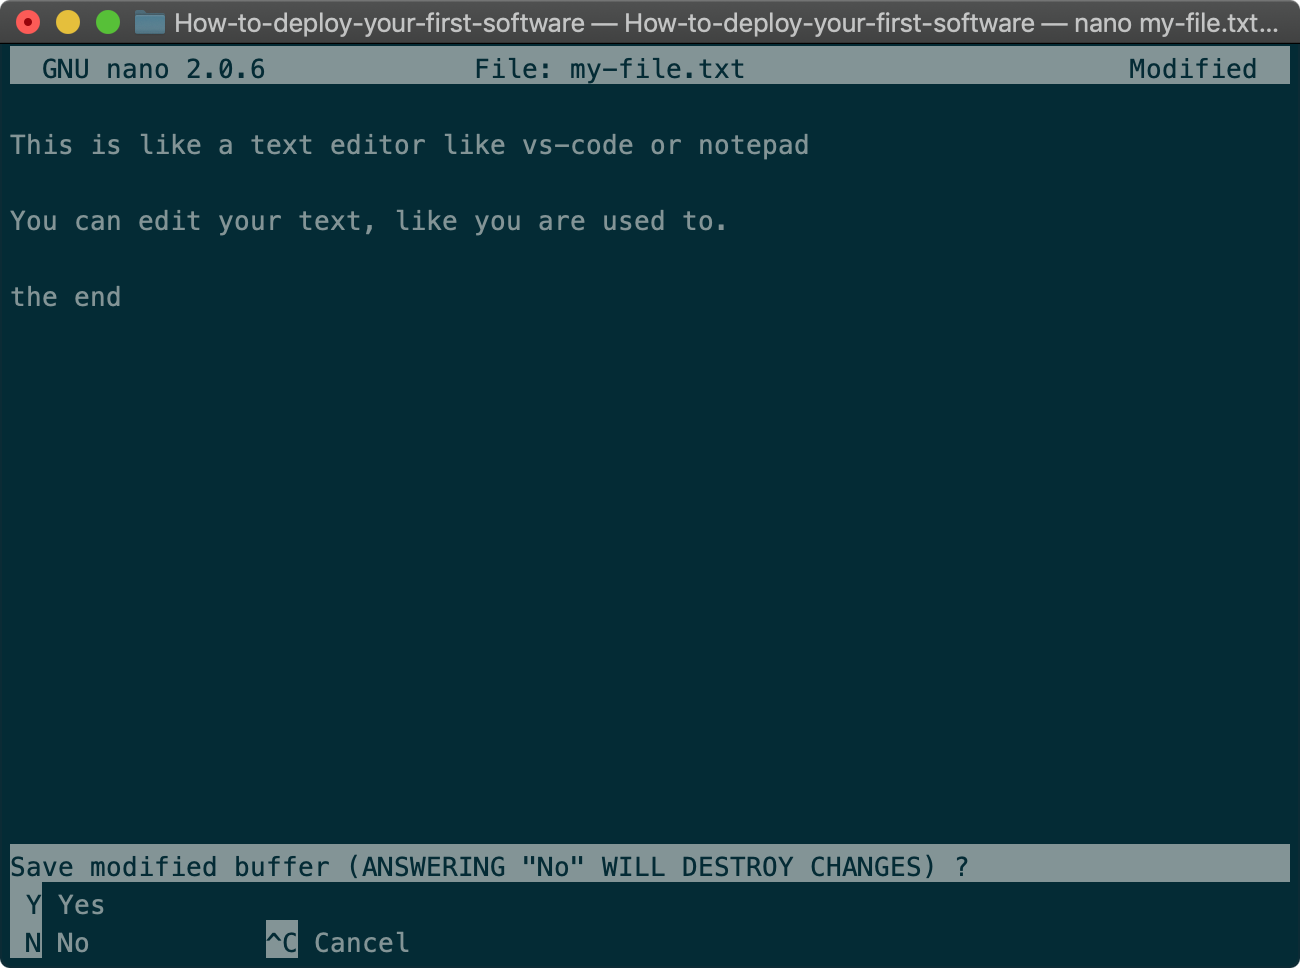 How-to-deploy-your-first-software — How-to-deploy-your-first-software — nano my-file.txt...
GNU nano 2.0.6 File: my-file.txt Modified
This is like a text editor like vs-code or notepad
You can edit your text, like you are used to.
the end
Save modified buffer (ANSWERING "No" WILL DESTROY CHANGES) ?
Y Yes
N No ^C Cancel